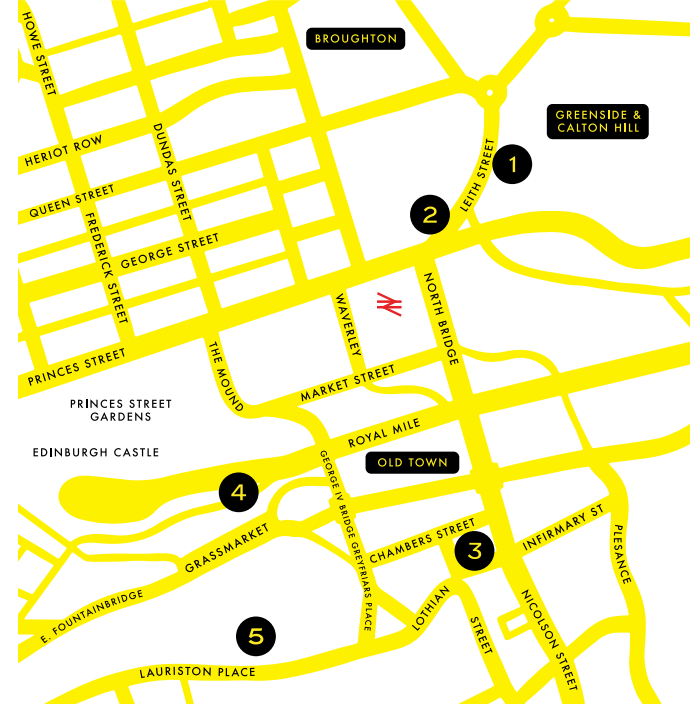 HOWE STREET
BROUGHTON
GREENSIDE &
CALTON HILL
HERIOT ROW
DUNDAS STREET
LEITH STREET
1
QUEEN STREET
FREDERICK STREET
2
GEORGE STREET
NORTH BRIDGE
WAVERLEY
PRINCES STREET
THE MOUND
MARKET STREET
PRINCES STREET
GARDENS
ROYAL MILE
EDINBURGH CASTLE
OLD TOWN
GEORGE IV BRIDGE GREYFRIARS PLACE
4
GRASSMARKET
CHAMBERS STREET
INFIRMARY ST
PLESANCE
3
E. FOUNTAINBRIDGE
LOTHIAN
STREET
NICOLSON STREET
5
LAURISTON PLACE